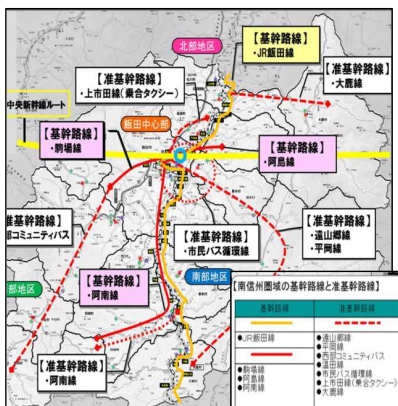 北部地区
【基幹路線】
・JR飯田線
【准基幹路線】
・上市田線(乗合タクシー)
【准基幹路線】
・大鹿線
中央新幹線ルート
【基幹路線】
・駒場線
飯田中心部
【基幹路線】
・阿島線
准基幹路線】
部コミュニティバス
【准基幹路線】
・市民バス循環線
【准基幹路線】
・遠山郷線
・平岡線
部地区
【基幹路線】
・阿南線
南部地区
【准基幹路線】
・阿南線
【南信州圏域の基幹路線と准基幹路線】
基幹路線
准基幹路線
●JR飯田線
●駒場線
●阿島線
●阿南線
●遠山郷線
●平岡線
●西部コミュニティバス
●温田線
●市民バス循環線
●上市田線(乗合タクシー)
●大鹿線